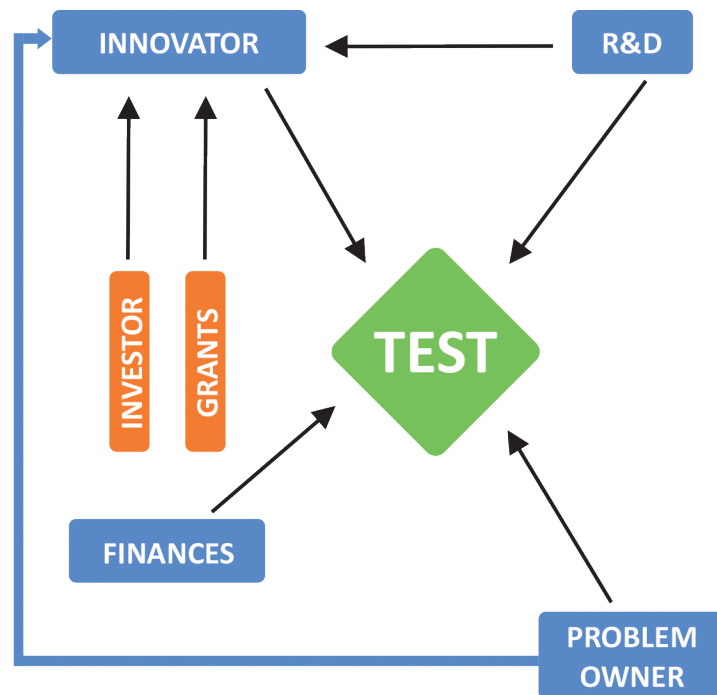 INNOVATOR
R&D
INVESTOR
GRANTS
TEST
FINANCES
PROBLEM
OWNER